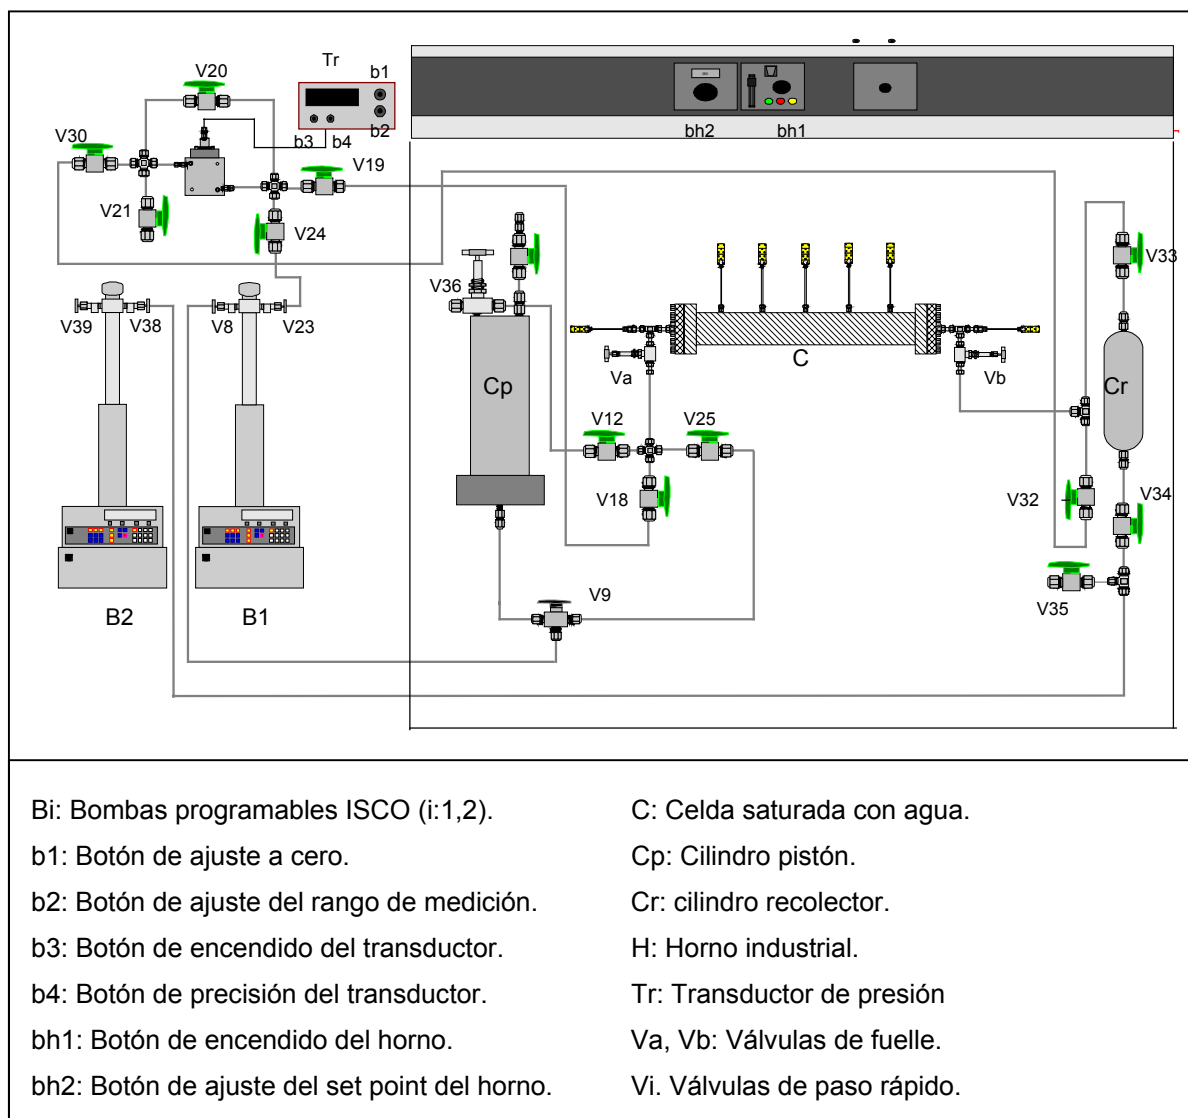 Tr
b1
V20
b2
bh2
bh1
V30
b3
b4
V19
V21
V24
V33
V36
V39
V38
V8
V23
Va
C
Vb
Cp
Cr
V12
V25
V18
V32
V34
V35
V9
B2
B1
Bi: Bombas programables ISCO (i:1,2).
b1: Botón de ajuste a cero.
b2: Botón de ajuste del rango de medición.
b3: Botón de encendido del transductor.
b4: Botón de precisión del transductor.
bh1: Botón de encendido del horno.
bh2: Botón de ajuste del set point del horno.
C: Celda saturada con agua.
Cp: Cilindro pistón.
Cr: cilindro recolector.
H: Horno industrial.
Tr: Transductor de presión
Va, Vb: Válvulas de fuelle.
Vi. Válvulas de paso rápido.